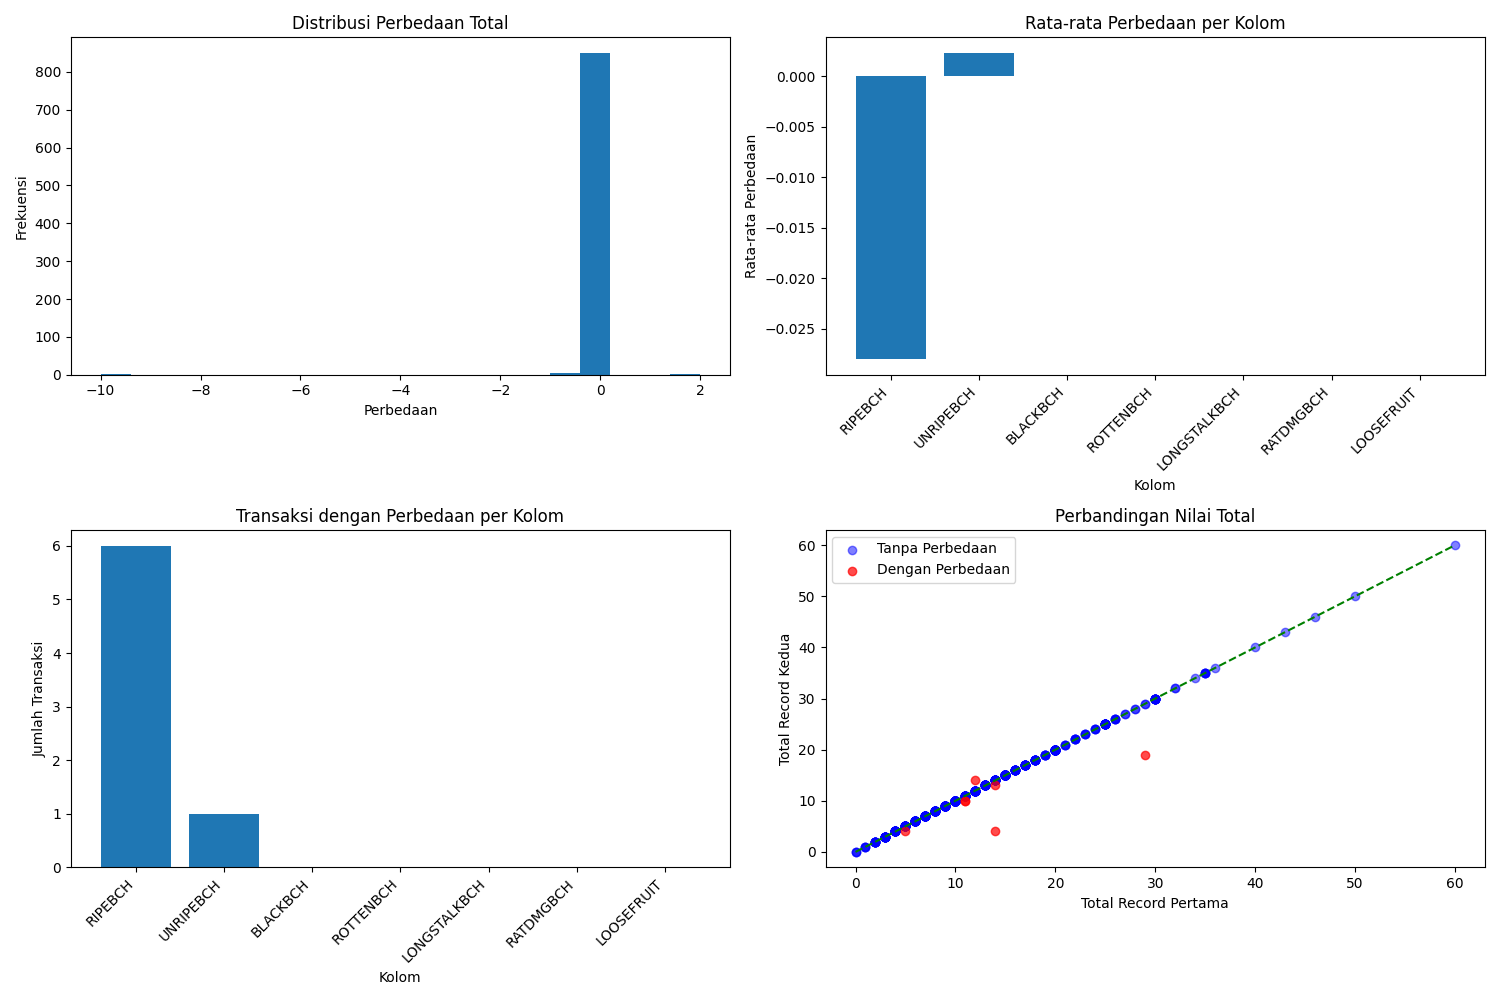 Distribusi Perbedaan Total
Frekuensi
800
700
600
500
400
300
200
100
0
−10
−8
−6
−4
−2
0
2
Perbedaan
Rata-rata Perbedaan per Kolom
Rata-rata Perbedaan
0.000
−0.005
−0.010
−0.015
−0.020
−0.025
RIPEBCH
UNRIPEBCH
BLACKBCH
ROTTENBCH
LONGSTALKBCH
RATDMGBCH
LOOSEFRUIT
Kolom
Transaksi dengan Perbedaan per Kolom
Jumlah Transaksi
6
5
4
3
2
1
0
RIPEBCH
UNRIPEBCH
BLACKBCH
ROTTENBCH
LONGSTALKBCH
RATDMGBCH
LOOSEFRUIT
Kolom
Perbandingan Nilai Total
Tanpa Perbedaan
Dengan Perbedaan
Total Record Kedua
60
50
40
30
20
10
0
0
10
20
30
40
50
60
Total Record Pertama